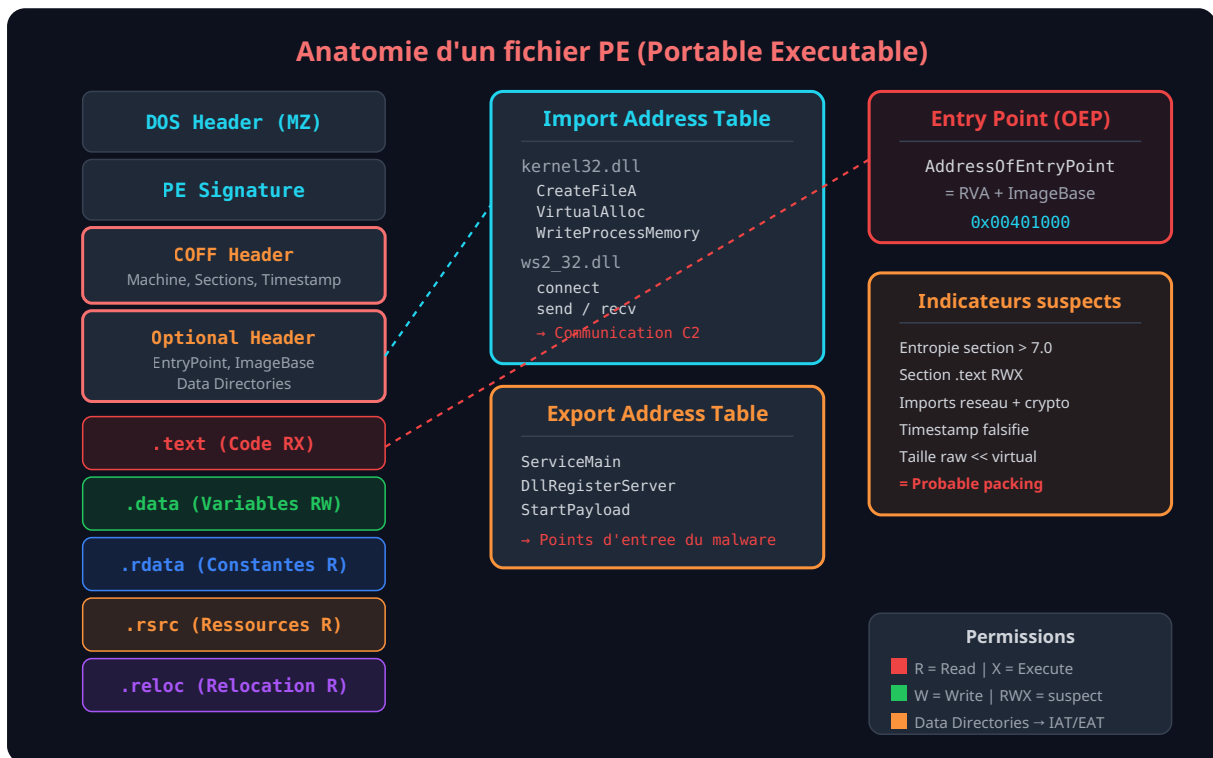 Anatomie d'un fichier PE (Portable Executable)
DOS Header (MZ)
PE Signature
COFF Header
Machine, Sections, Timestamp
Optional Header
EntryPoint, ImageBase
Data Directories
.text (Code RX)
.data (Variables RW)
.rdata (Constantes R)
.rsrc (Ressources R)
.reloc (Relocation R)
Import Address Table
kernel32.dll
CreateFileA
VirtualAlloc
WriteProcessMemory
ws2_32.dll
connect
send / recv
→ Communication C2
Export Address Table
ServiceMain
DllRegisterServer
StartPayload
→ Points d'entree du malware
Entry Point (OEP)
AddressOfEntryPoint
= RVA + ImageBase
0x00401000
Indicateurs suspects
Entropie section > 7.0
Section .text RWX
Imports reseau + crypto
Timestamp falsifie
Taille raw << virtual
= Probable packing
Permissions
R = Read | X = Execute
W = Write | RWX = suspect
Data Directories → IAT/EAT